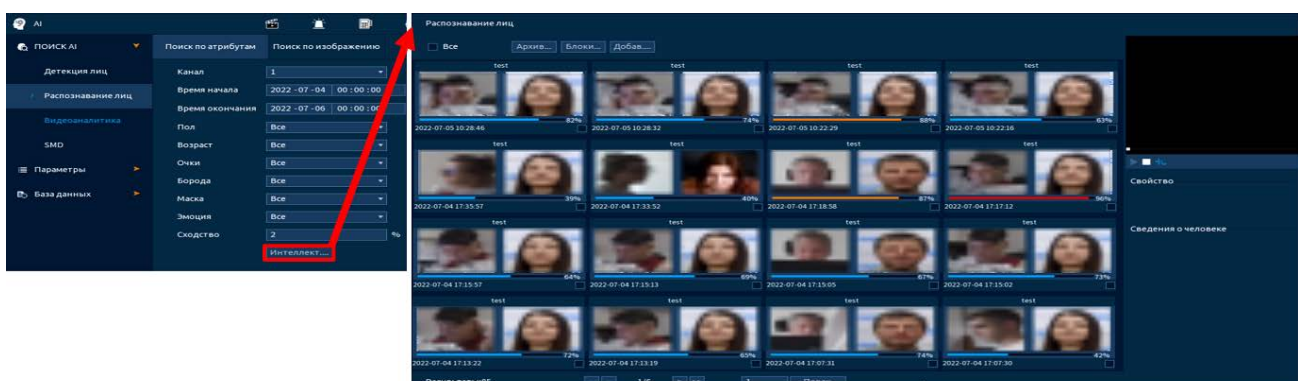 AI
ПОИСК AI
Детекция лиц
Распознавание лиц
Видеоаналитика
SMD
Параметры
База данных
Поиск по атрибутам Поиск по изображению
Канал 1
Время начала 2022 -07 -04 00 : 00 : 00
Время окончания 2022 -07 -06 00 : 00 : 00
Пол Все
Возраст Все
Очки Все
Борода Все
Маска Все
Эмоция Все
Сходство 2 %
Интеллект....
Распознавание лиц
Все Архив... Блоки... Добав....
test test test test
82% 74% 88% 63%
2022-07-05 10:28:46 2022-07-05 10:28:32 2022-07-05 10:22:29 2022-07-05 10:22:16
test test test test
39% 40% 87% 96%
2022-07-04 17:35:57 2022-07-04 17:33:52 2022-07-04 17:18:58 2022-07-04 17:17:12
test test test test
64% 69% 67% 73%
2022-07-04 17:15:57 2022-07-04 17:15:13 2022-07-04 17:15:05 2022-07-04 17:15:02
test test test test
72% 65% 74% 42%
2022-07-04 17:13:22 2022-07-04 17:13:19 2022-07-04 17:07:31 2022-07-04 17:07:30
Свойство
Сведения о человеке